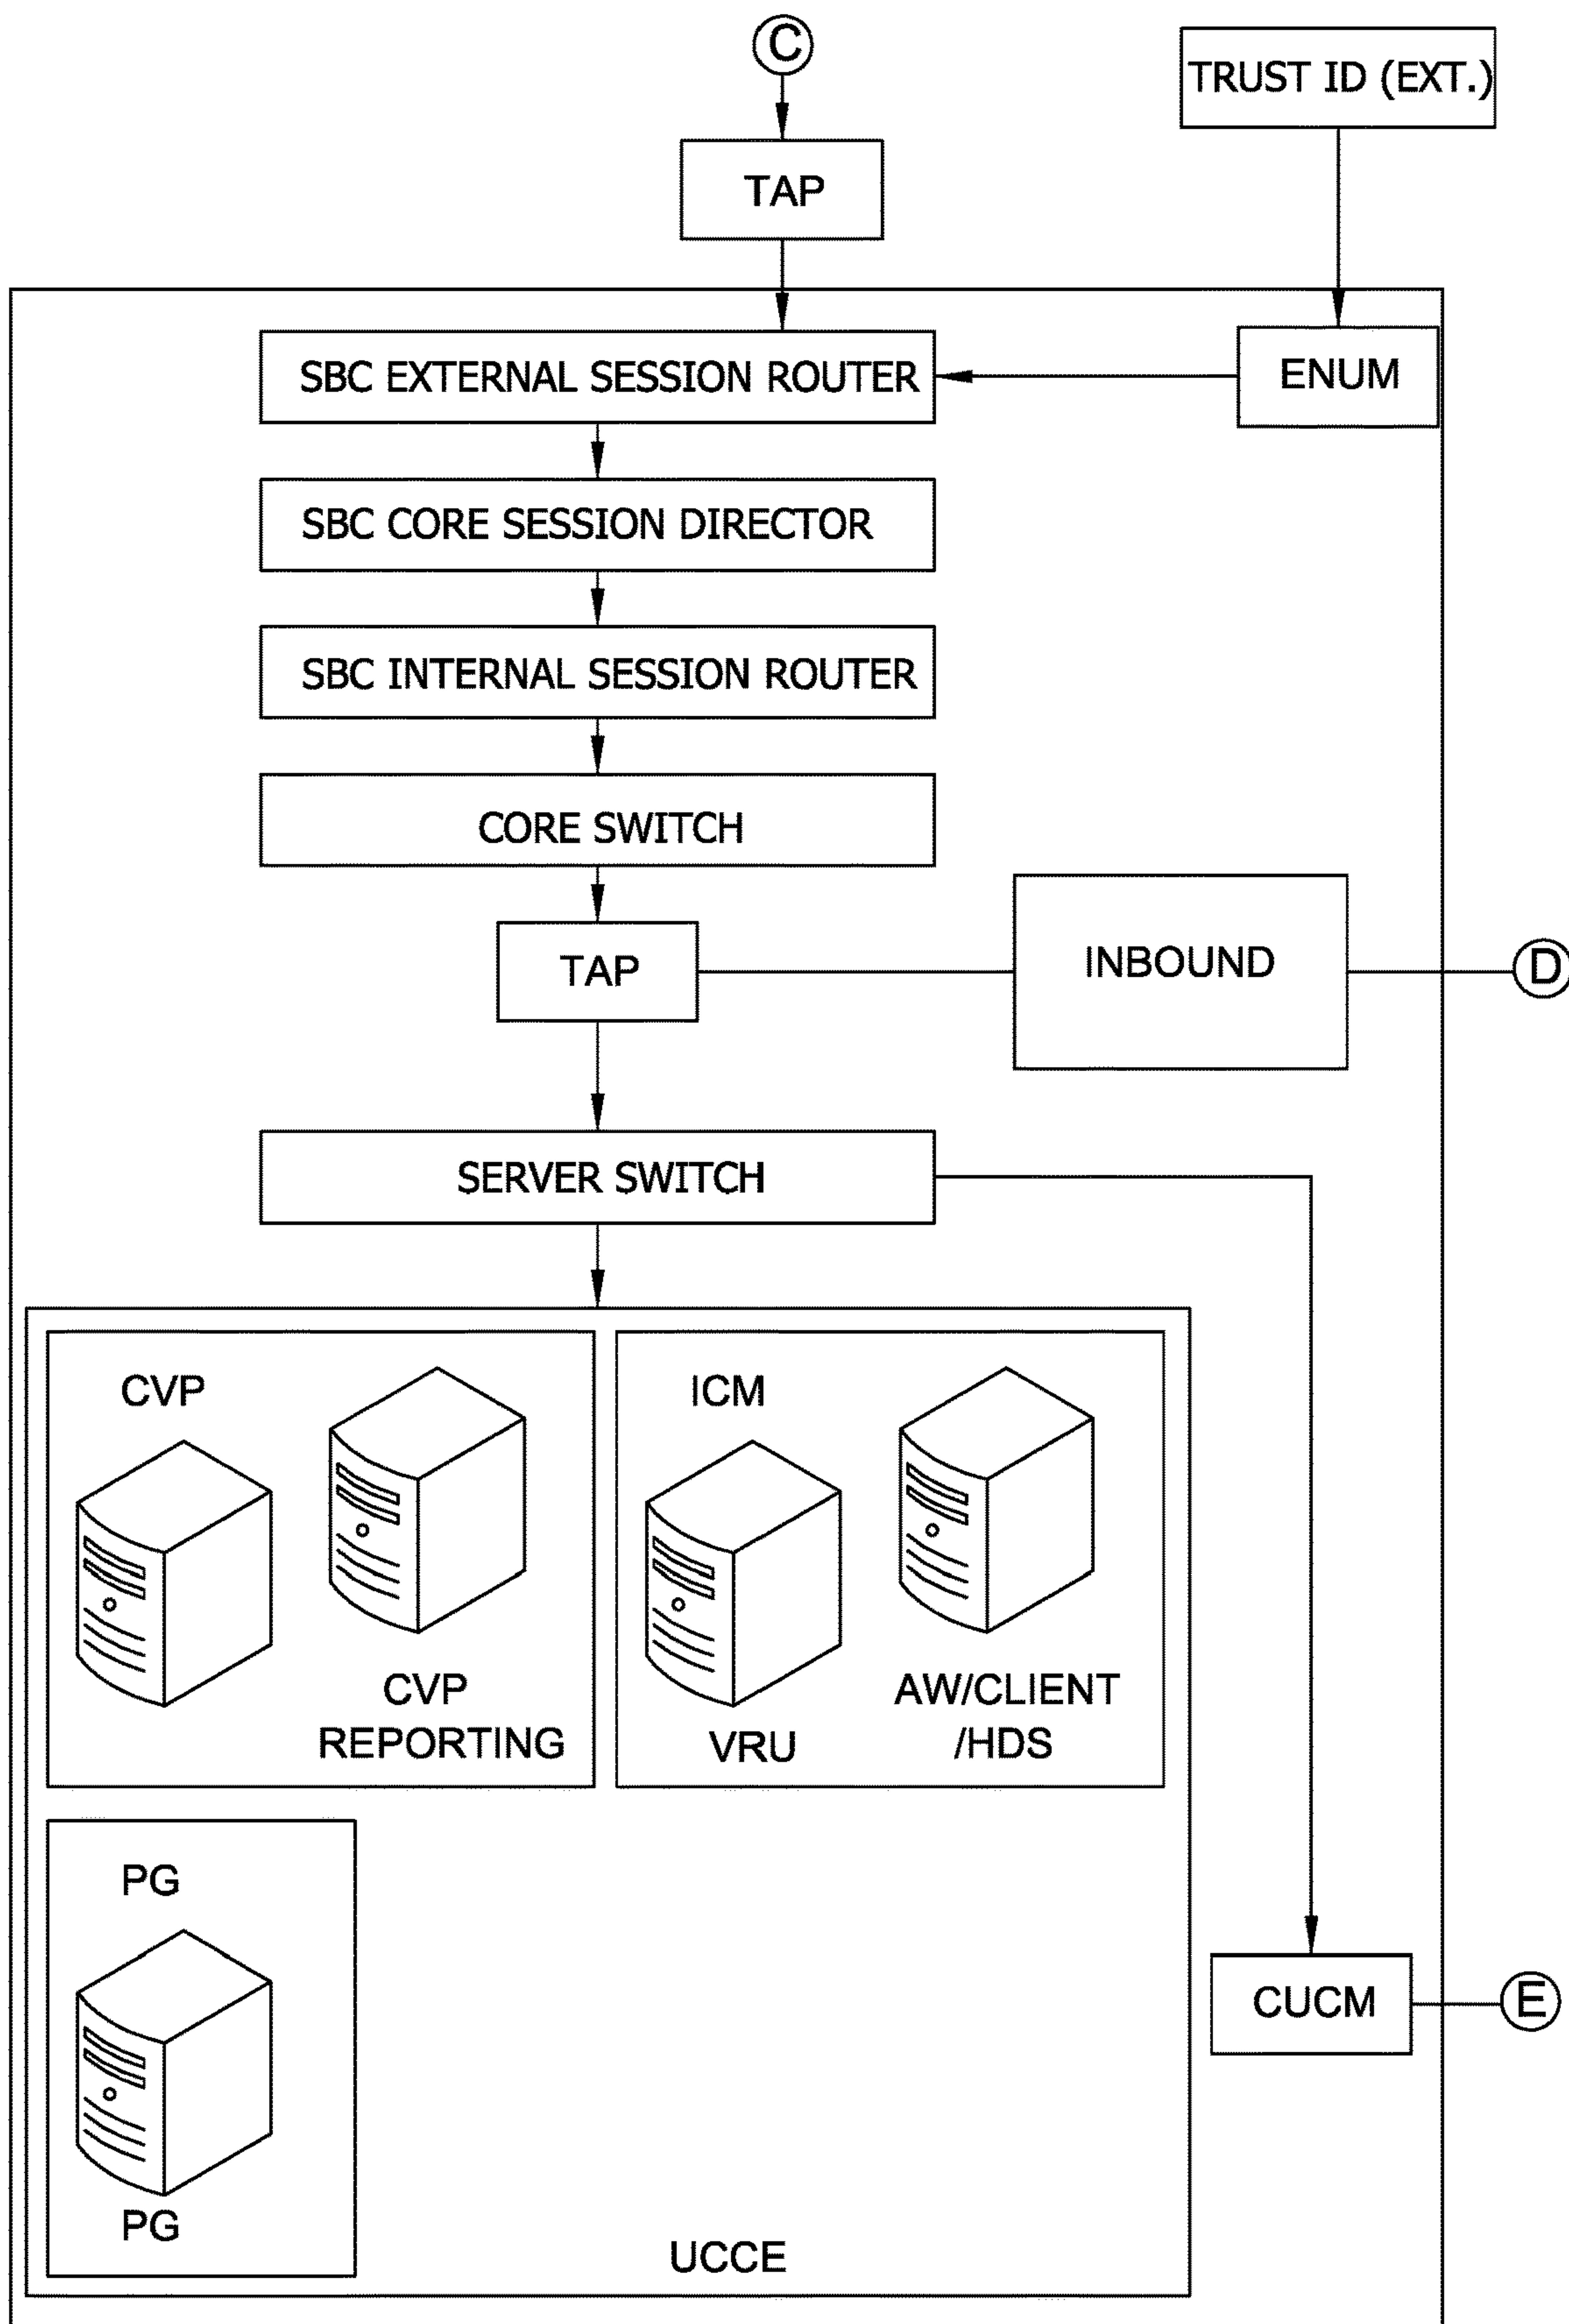 C
TRUST ID (EXT.)
TAP
SBC EXTERNAL SESSION ROUTER
ENUM
SBC CORE SESSION DIRECTOR
SBC INTERNAL SESSION ROUTER
CORE SWITCH
TAP
INBOUND
D
SERVER SWITCH
CVP
CVP
REPORTING
ICM
VRU
AW/CLIENT
/HDS
PG
PG
UCCE
CUCM
E